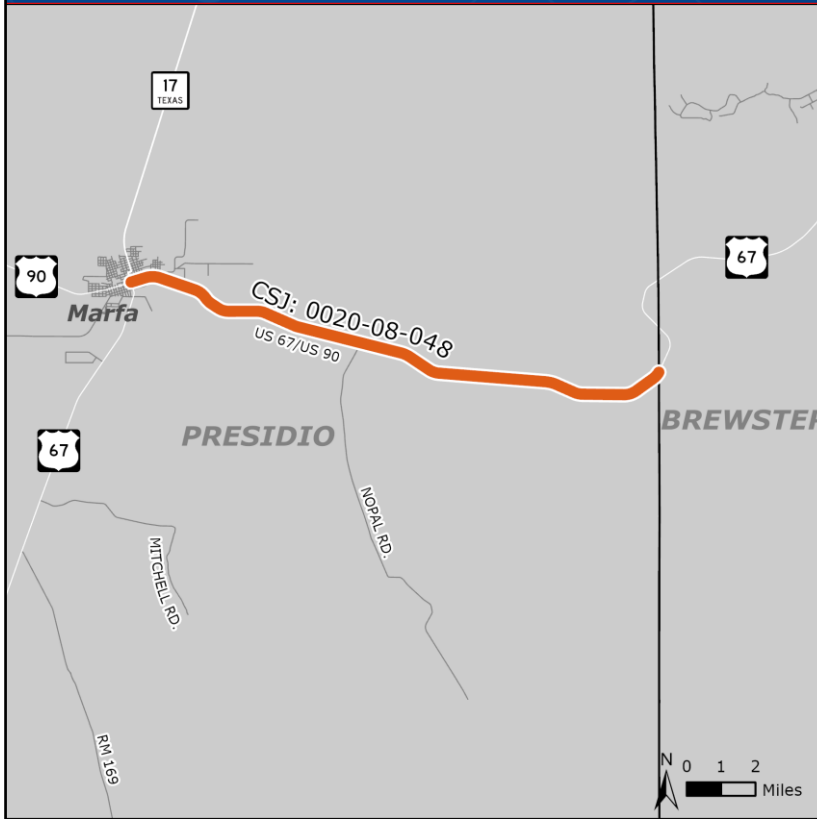 17
TEXAS
67
90
CSJ: 0020-08-048
Marfa
US 67/US 90
BREWSTER
PRESIDIO
67
NOPAL RD.
MITCHELL RD.
RM 169
N
0 1 2
Miles